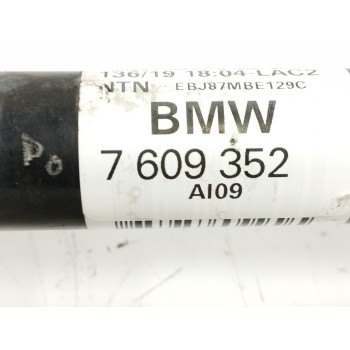 136/19 18:04-LAC2
NTN EBJ87MBE129C
BMW
7 609 352
AI09